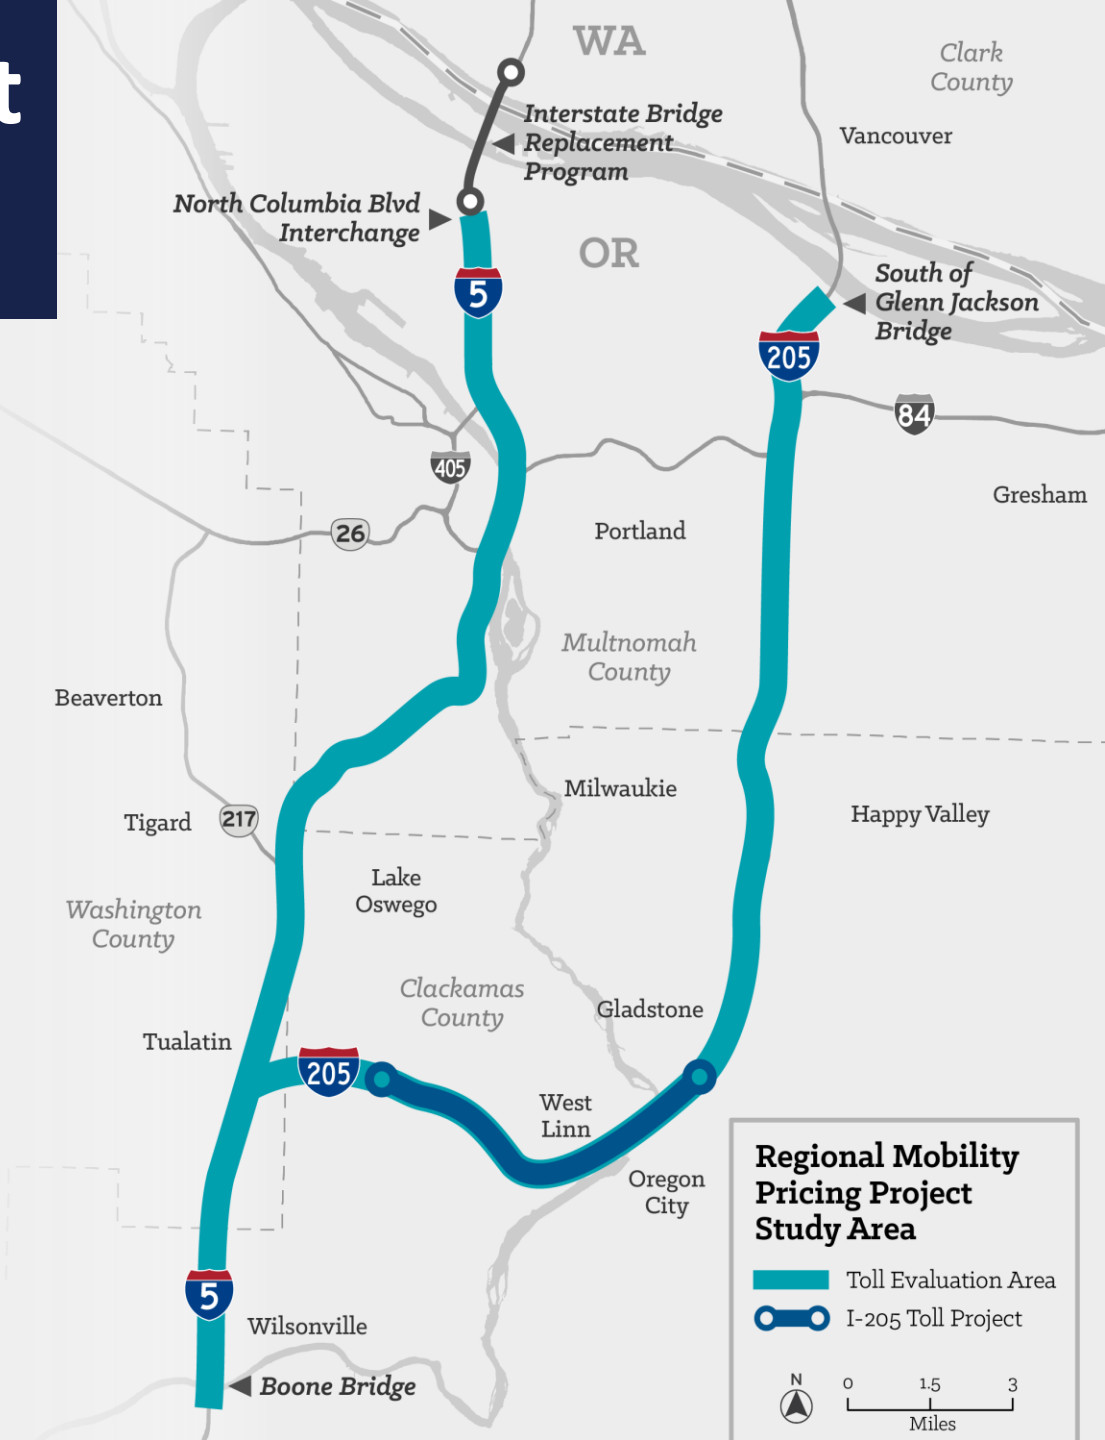 t
WA
Clark
County
Interstate Bridge
Replacement
Program
Vancouver
North Columbia Blvd
Interchange
OR
South of
Glenn Jackson
Bridge
5
205
84
405
Gresham
26
Portland
Multnomah
County
Beaverton
Milwaukie
Happy Valley
Tigard
217
Lake
Oswego
Washington
County
Clackamas
County
Gladstone
Tualatin
205
West
Linn
Oregon
City
Regional Mobility
Pricing Project
Study Area
Toll Evaluation Area
I-205 Toll Project
5
Wilsonville
Boone Bridge
N
0 1.5 3
Miles